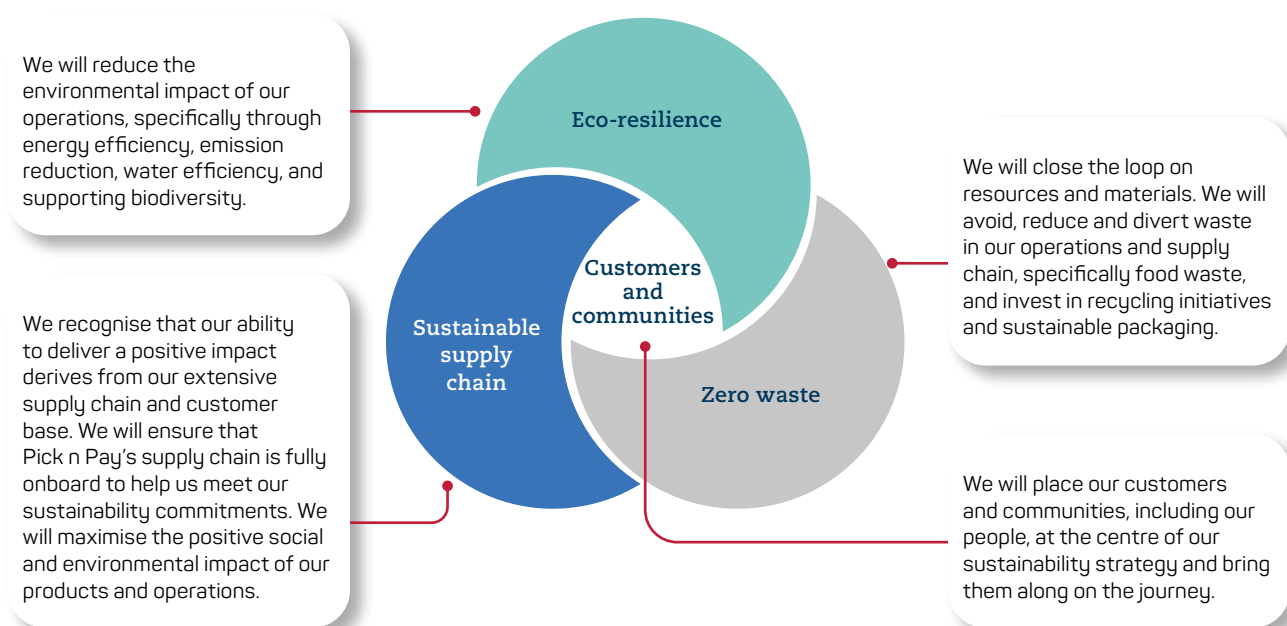 We will reduce the
environmental impact of our
operations, specifically through
energy efficiency, emission
reduction, water efficiency, and
supporting biodiversity.
Eco-resilience
We will close the loop on
resources and materials. We will
avoid, reduce and divert waste
in our operations and supply
chain, specifically food waste,
and invest in recycling initiatives
and sustainable packaging.
Customers
and
communities
We recognise that our ability
to deliver a positive impact
derives from our extensive
supply chain and customer
base. We will ensure that
Pick n Pay's supply chain is fully
onboard to help us meet our
sustainability commitments. We
will maximise the positive social
and environmental impact of our
products and operations.
Sustainable
supply
chain
Zero waste
We will place our customers
and communities, including our
people, at the centre of our
sustainability strategy and bring
them along on the journey.